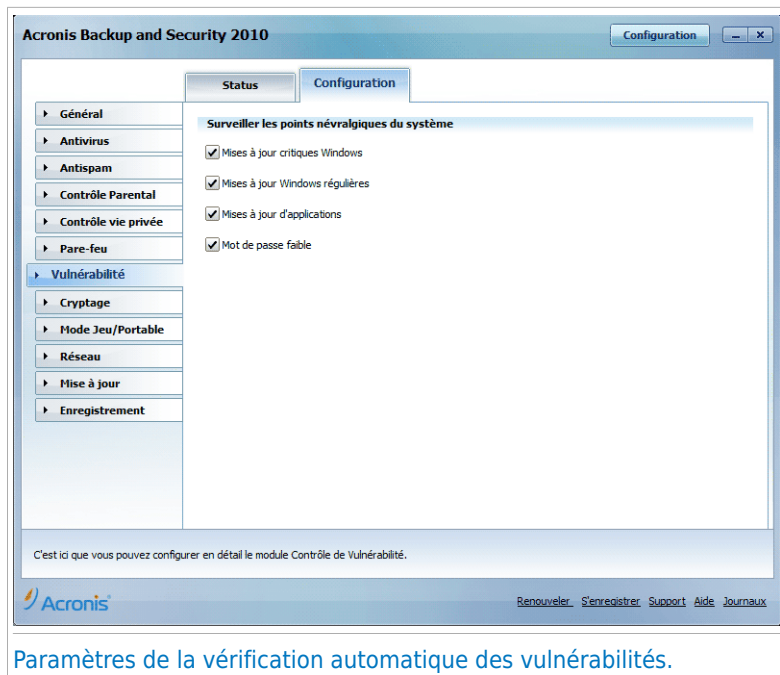 Acronis Backup and Security 2010
Configuration
Status
Configuration
Général
Antivirus
Antispam
Contrôle Parental
Contrôle vie privée
Pare-feu
Vulnérabilité
Cryptage
Mode Jeu/Portable
Réseau
Mise à jour
Enregistrement
Surveiller les points névralgiques du système
Mises à jour critiques Windows
Mises à jour Windows régulières
Mises à jour d'applications
Mot de passe faible
C'est ici que vous pouvez configurer en détail le module Contrôle de Vulnérabilité.
Acronis
Renouveler S'enregistrer Support Aide Journaux
Paramètres de la vérification automatique des vulnérabilités.